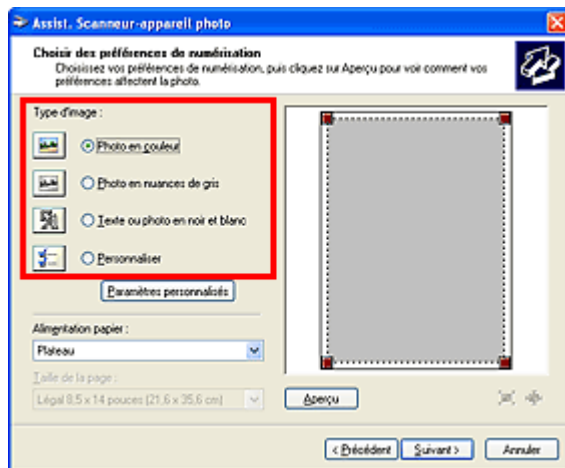 Assist. Scanneur-appareil photo
Choisir des préférences de numérisation
Choisissez vos préférences de numérisation, puis cliquez sur Aperçu pour voir comment vos
préférences affectent la photo.
Type d'image :
Photo en couleur
Photo en nuances de gris
Texte ou photo en noir et blanc
Personnaliser
Paramètres personnalisés
Alimentation papier :
Plateau
Taille de la page :
Légal 8,5 x 14 pouces (21,6 x 35,6 cm)
Aperçu
< Précédent
Suivant >
Annuler